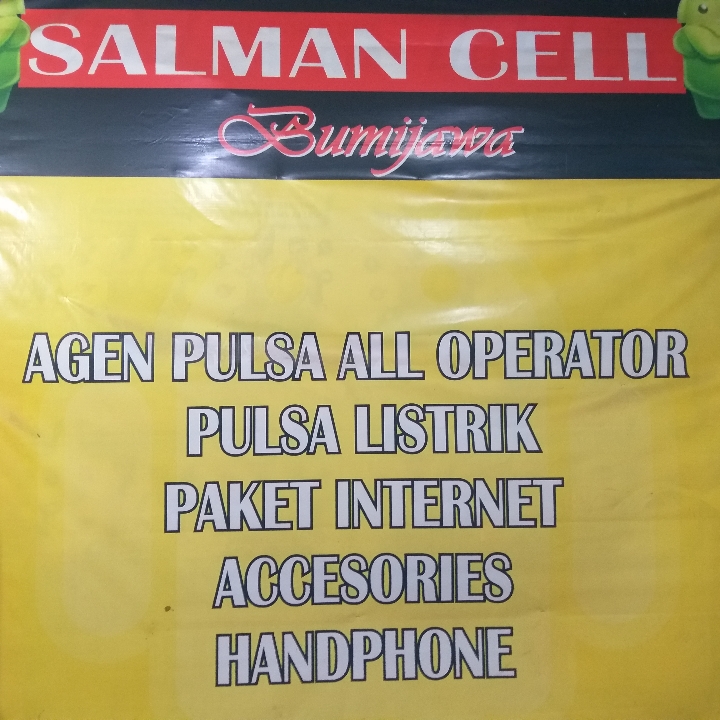 SALMAN CELL
Bumijawa
AGEN PULSA ALL OPERATOR
PULSA LISTRIK
PAKET INTERNET
ACCESORIES
HANDPHONE